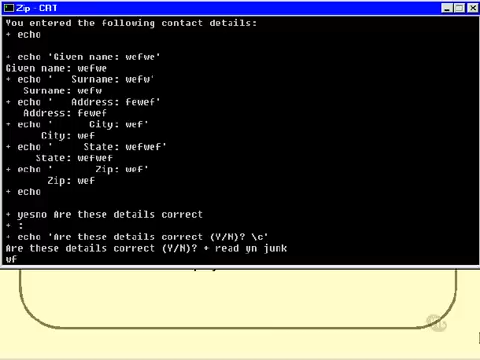 Zip - CAT
You entered the following contact details:
+ echo
+ echo 'Given name: wefwe'
Given name: wefwe
+ echo '   Surname: wefw'
   Surname: wefw
+ echo '   Address: fewef'
   Address: fewef
+ echo '      City: wef'
      City: wef
+ echo '     State: wefwef'
     State: wefwef
+ echo '       Zip: wef'
       Zip: wef
+ echo
+ yesno Are these details correct
+ :
+ echo 'Are these details correct (Y/N)? \c'
Are these details correct (Y/N)? + read yn junk
wf